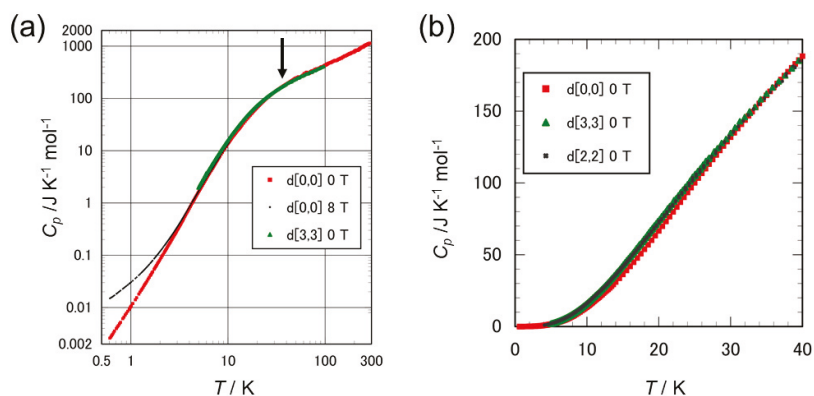 (a)
2000
1000
100
10
1
0.1
0.01
0.002
C_p /J K⁻¹ mol⁻¹
d[0,0] 0 T
d[0,0] 8 T
d[3,3] 0 T
0.5 1 10 100 300
T / K
(b)
200
150
100
50
0
C_p /J K⁻¹ mol⁻¹
d[0,0] 0 T
d[3,3] 0 T
d[2,2] 0 T
0 10 20 30 40
T / K